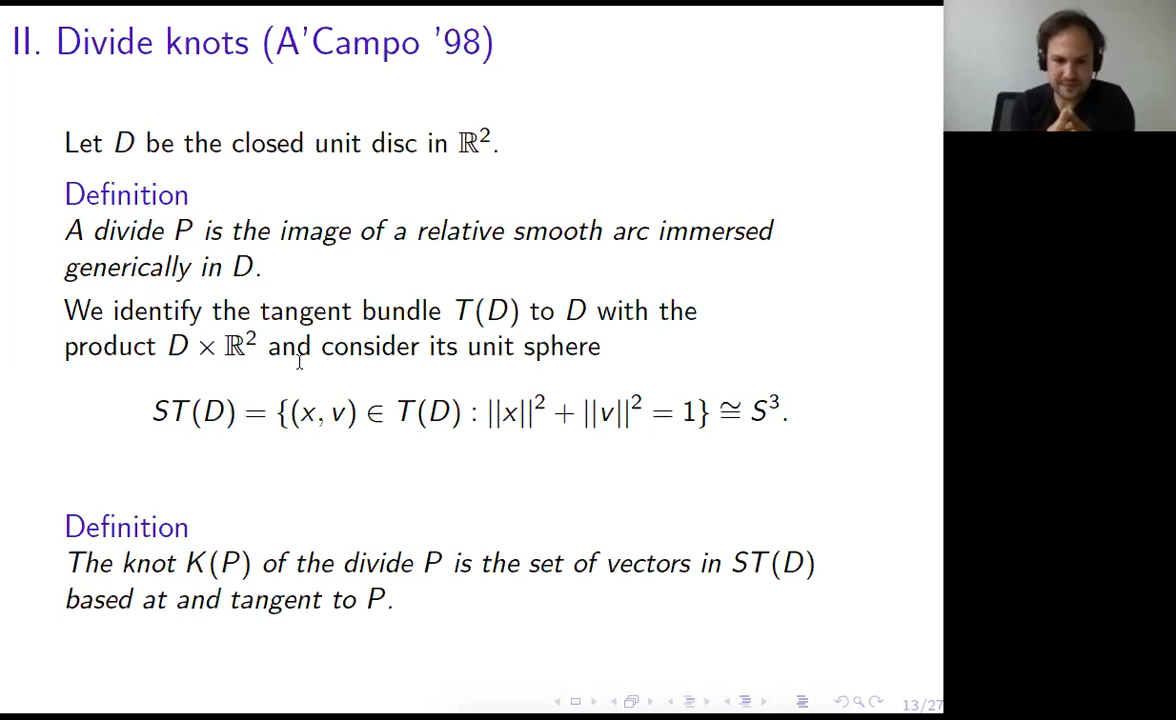 II. Divide knots (A'Campo '98)
Let D be the closed unit disc in ℝ².
Definition
A divide P is the image of a relative smooth arc immersed
generically in D.
We identify the tangent bundle T(D) to D with the
product D × ℝ² and consider its unit sphere
ST(D) = {(x, v) ∈ T(D) : ||x||² + ||v||² = 1} ≅ S³.
Definition
The knot K(P) of the divide P is the set of vectors in ST(D)
based at and tangent to P.
13/27